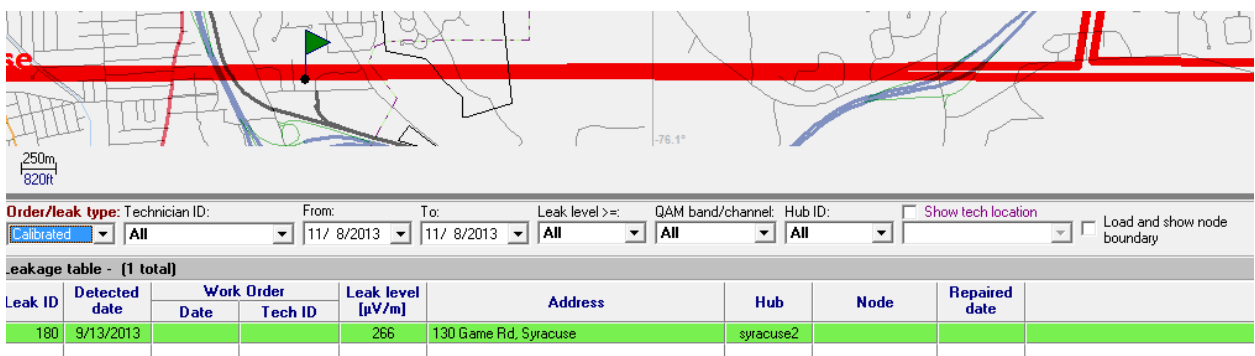 se
-76.1°
250m
820ft
Order/leak type: Technician ID: From: To: Leak level >=: QAM band/channel: Hub ID: Show tech location
Calibrated All 11/ 8/2013 11/ 8/2013 All All All Load and show node boundary
Leakage table - (1 total)
Leak ID Detected date Work Order Date Tech ID Leak level [µV/m] Address Hub Node Repaired date
180 9/13/2013 266 130 Game Rd, Syracuse syracuse2